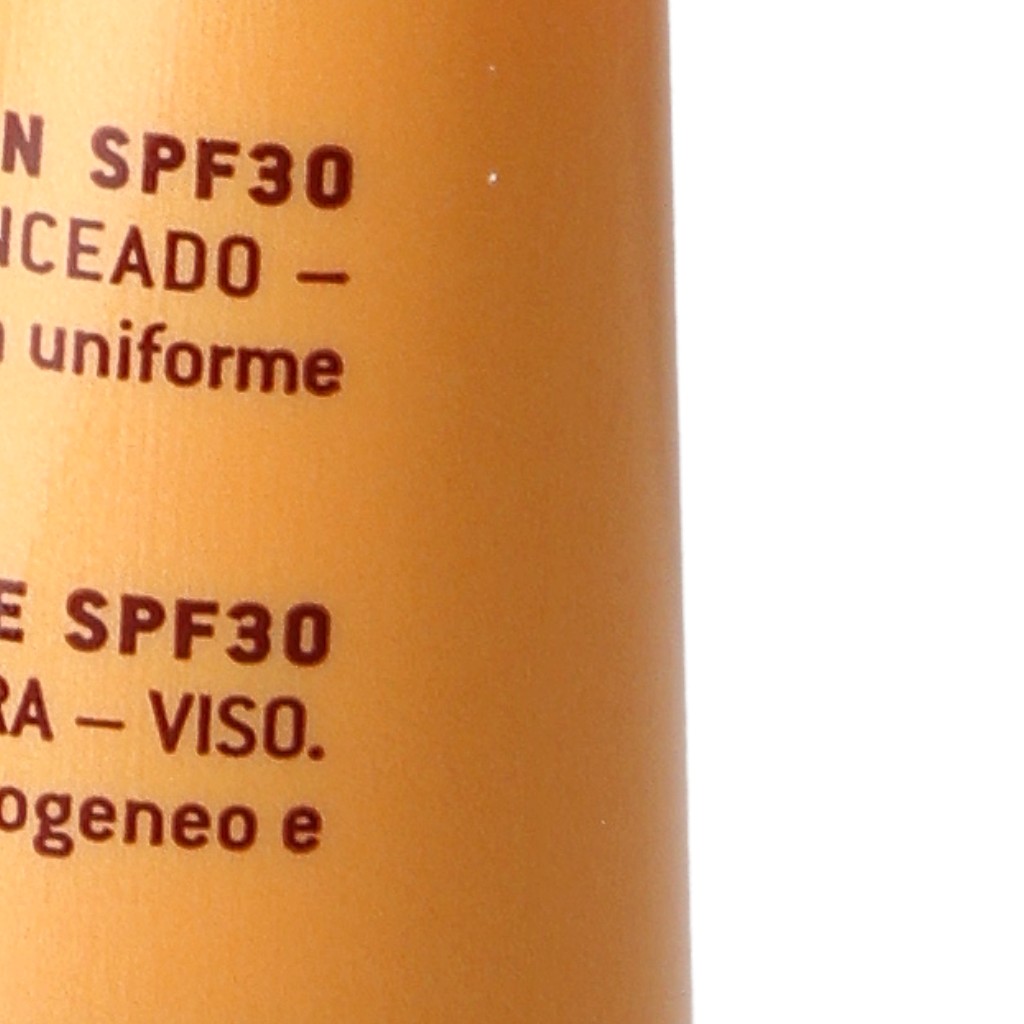 N SPF30
NCEADO –
uniforme
E SPF30
RA – VISO.
ogeneo e